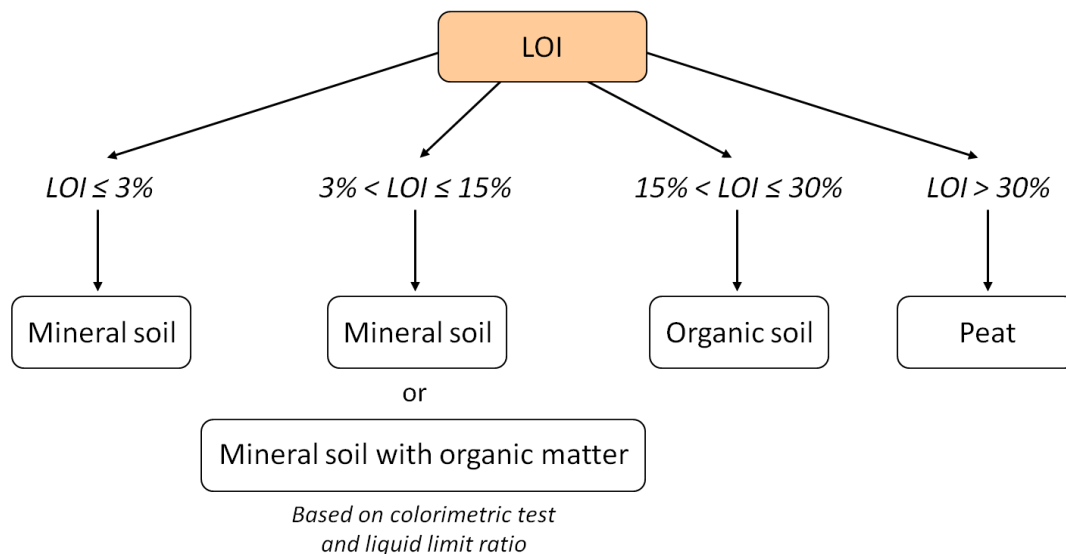 LOI
LOI ≤ 3%
3% < LOI ≤ 15%
15% < LOI ≤ 30%
LOI > 30%
Mineral soil
Mineral soil
Organic soil
Peat
or
Mineral soil with organic matter
Based on colorimetric test
and liquid limit ratio